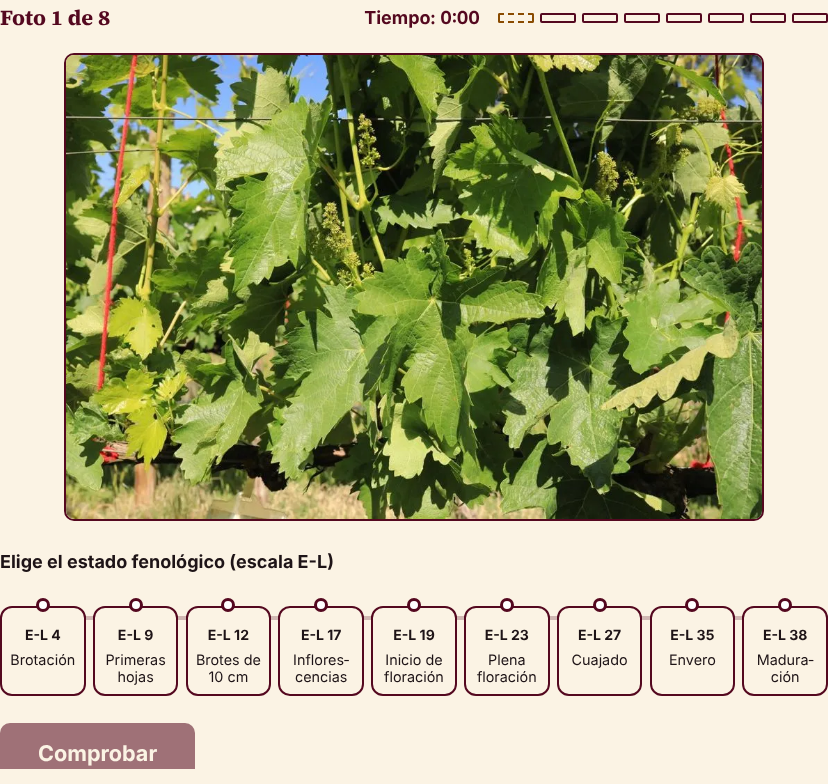 Foto 1 de 8
Tiempo: 0:00
Elige el estado fenológico (escala E-L)
E-L 4
Brotación
E-L 9
Primeras
hojas
E-L 12
Brotes de
10 cm
E-L 17
Inflores-
cencias
E-L 19
Inicio de
floración
E-L 23
Plena
floración
E-L 27
Cuajado
E-L 35
Envero
E-L 38
Madura-
ción
Comprobar